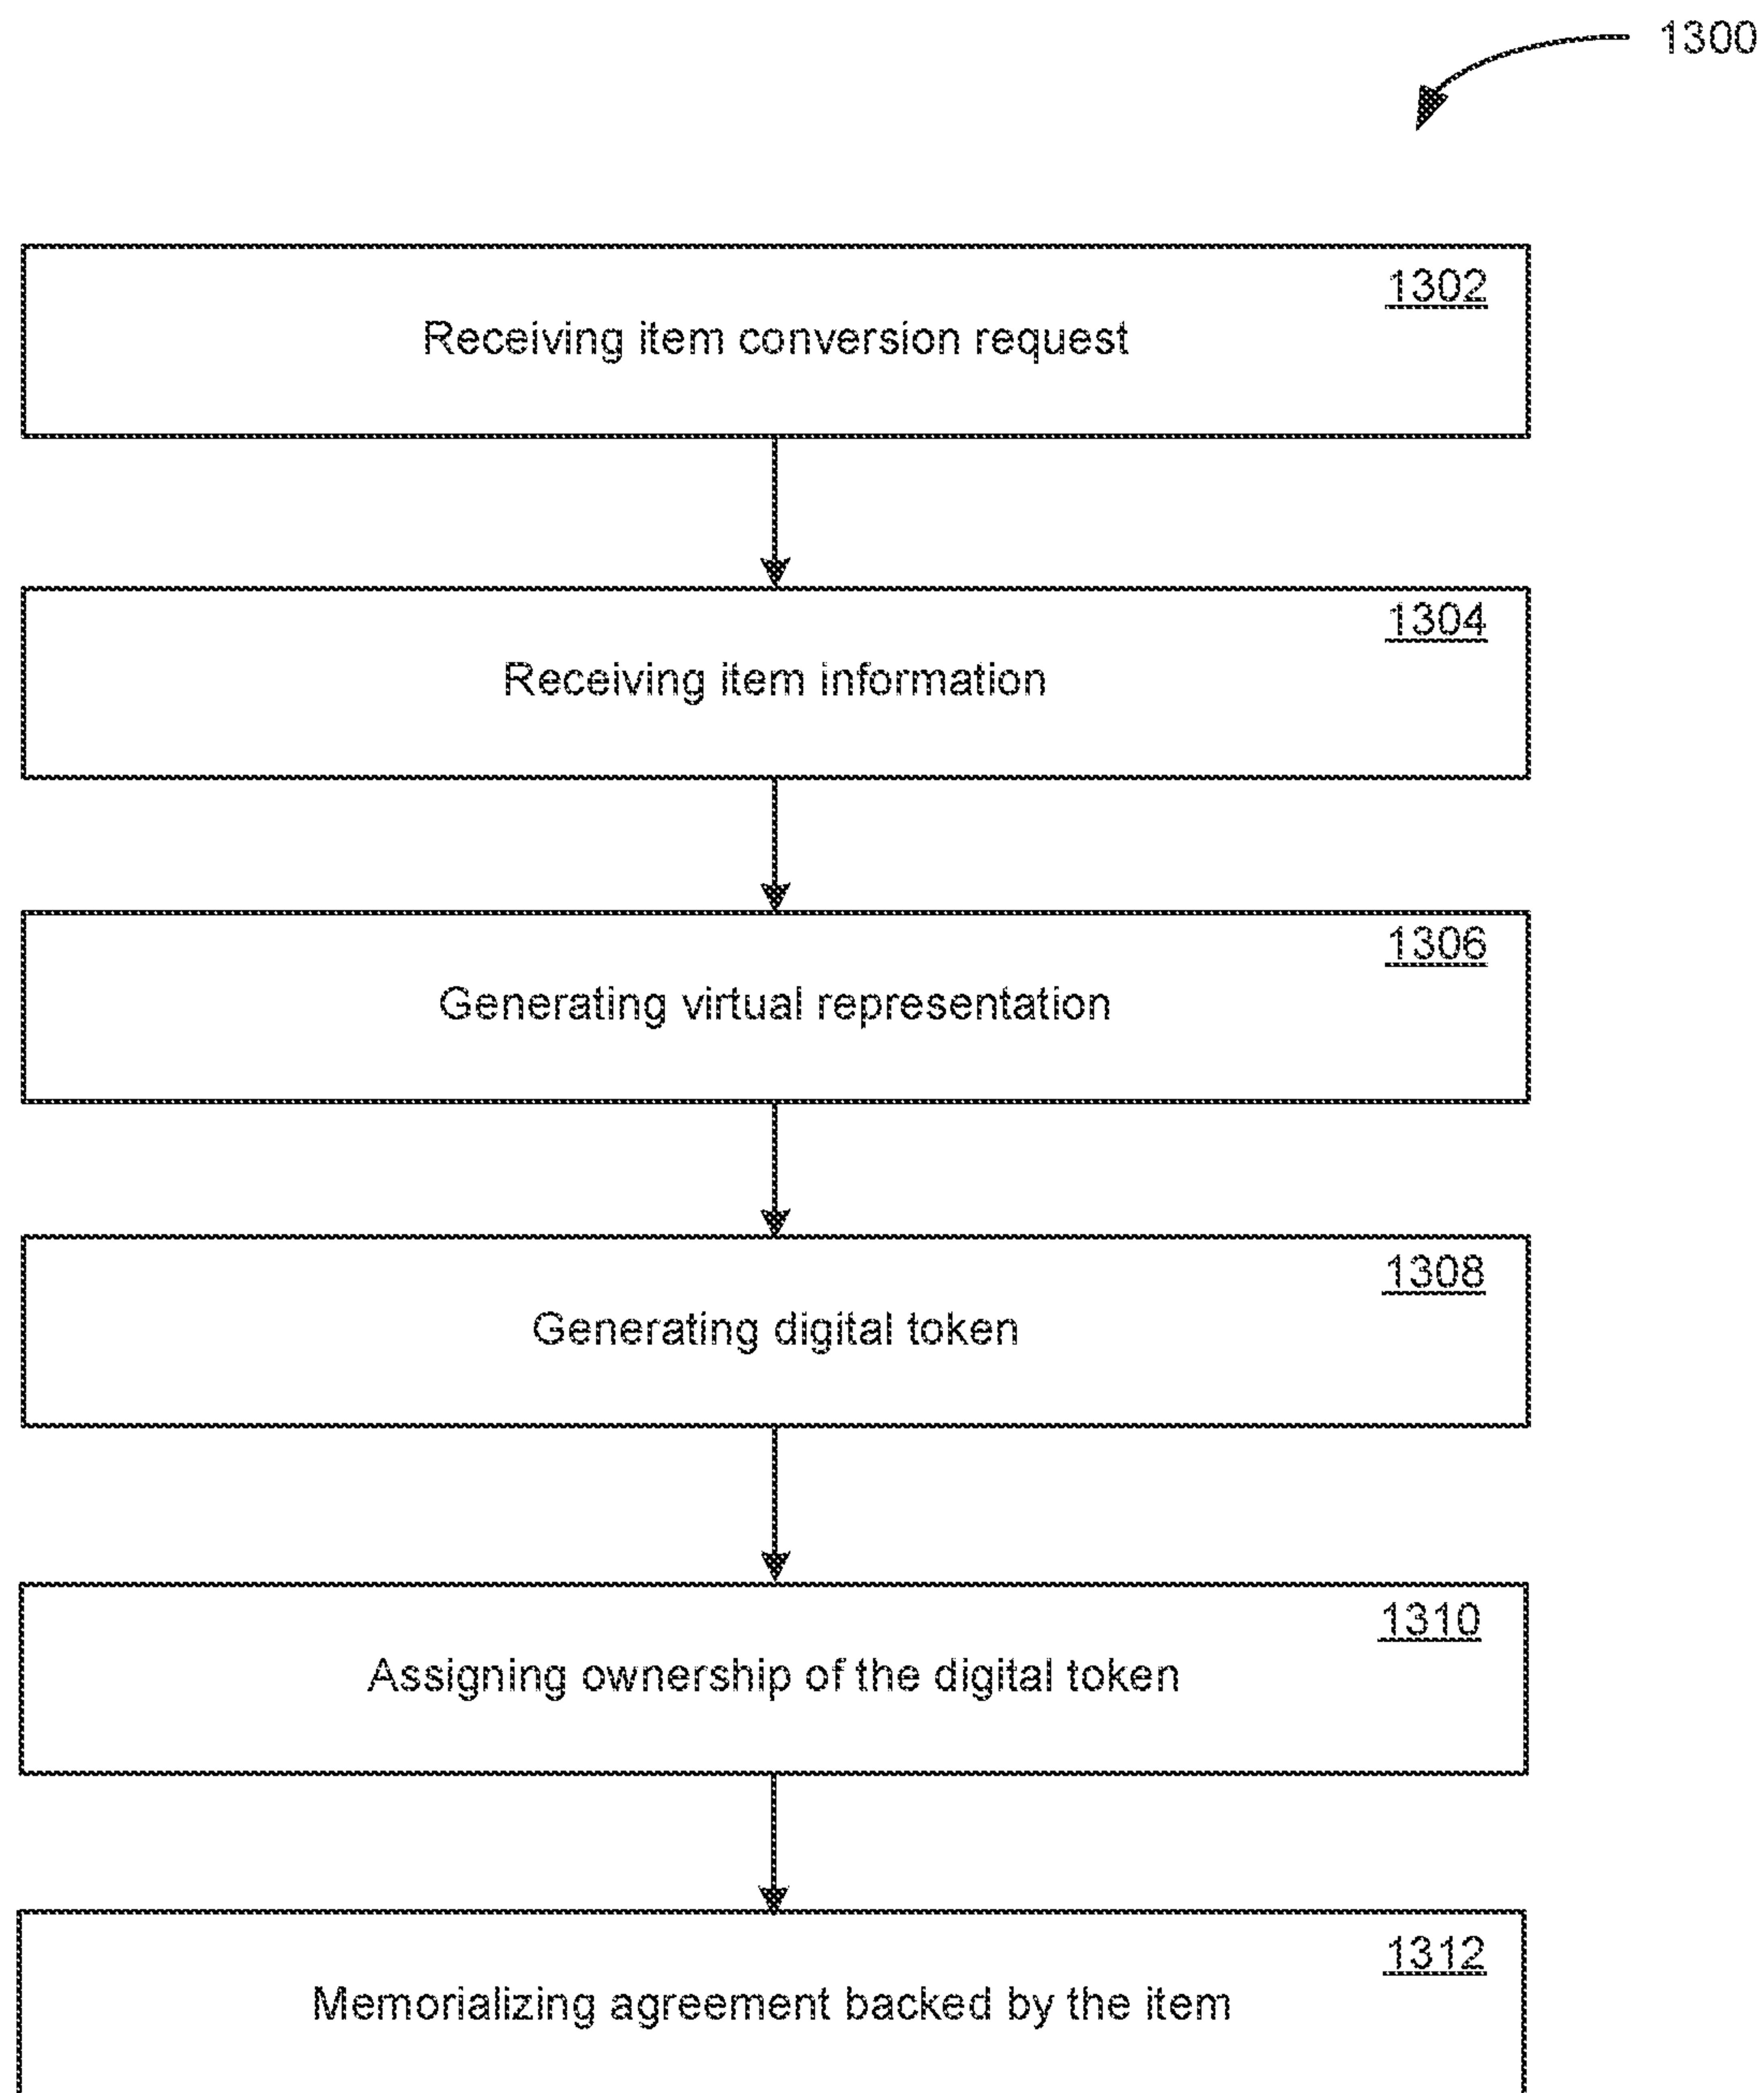 1300
1302
Receiving item conversion request
1304
Receiving item information
1306
Generating virtual representation
1308
Generating digital token
1310
Assigning ownership of the digital token
1312
Memorializing agreement backed by the item